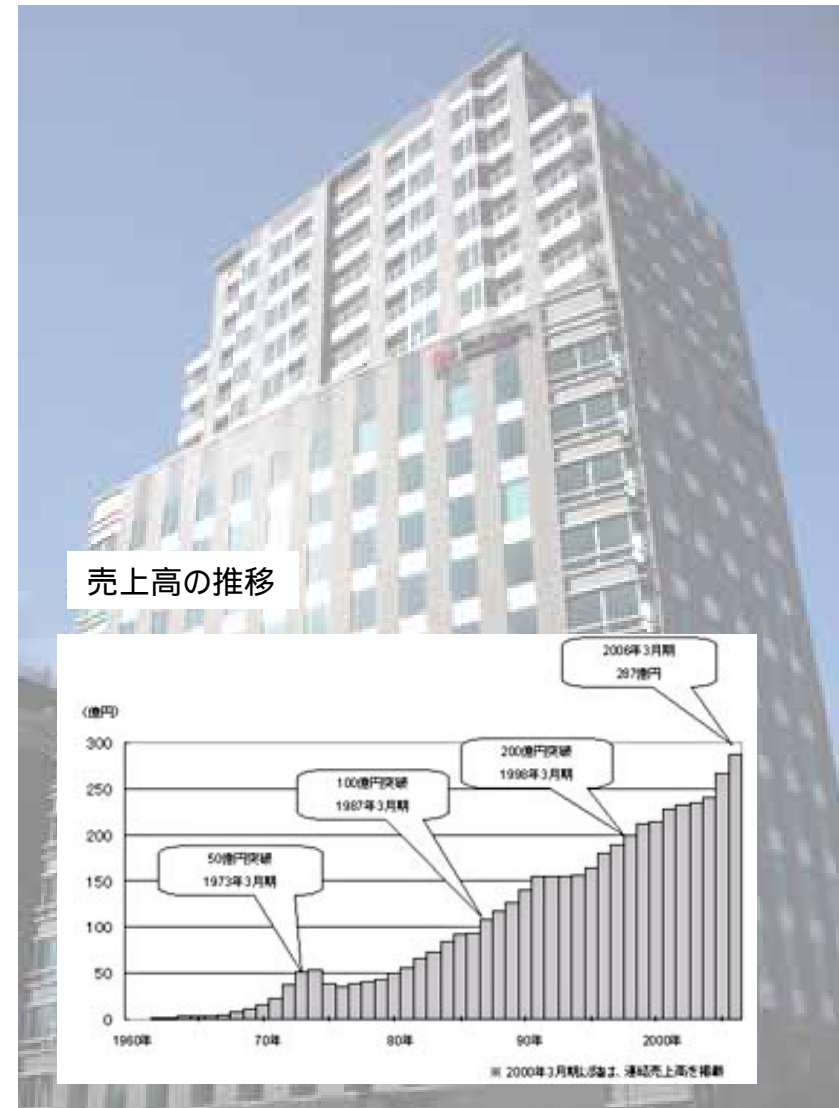 売上高の推移
2006年3月期
287億円
(億円)
300
200億円突破
1998年3月期
250
100億円突破
1987年3月期
200
50億円突破
1973年3月期
150
100
50
0
1960年
70年
80年
90年
2000年
※ 2000年3月期以降は、連結売上高を掲載